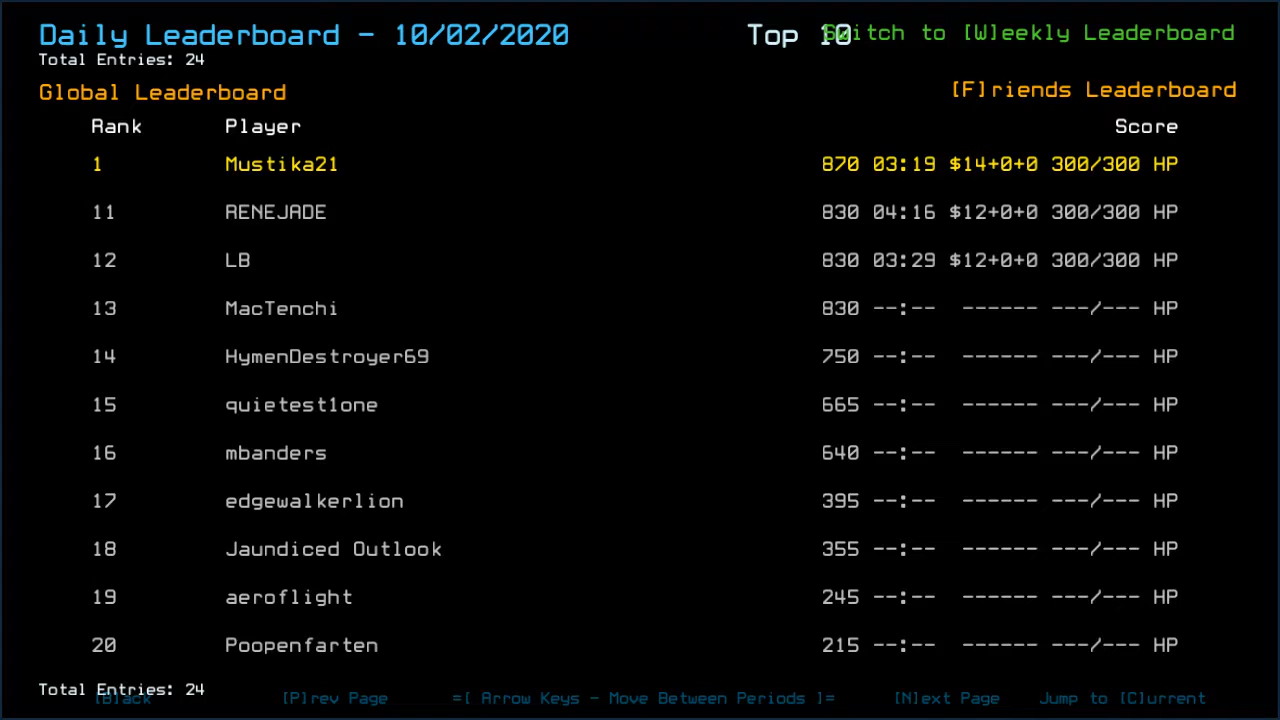 Daily Leaderboard - 10/02/2020 Top 10 Switch to [W]eekly Leaderboard
Total Entries: 24
Global Leaderboard [F]riends Leaderboard
Rank Player Score
1 Mustika21 870 03:19 $14+0+0 300/300 HP
11 RENEJADE 830 04:16 $12+0+0 300/300 HP
12 LB 830 03:29 $12+0+0 300/300 HP
13 MacTenchi 830 --:-- ------ ---/--- HP
14 HymenDestroyer69 750 --:-- ------ ---/--- HP
15 quietest1one 665 --:-- ------ ---/--- HP
16 mbanders 640 --:-- ------ ---/--- HP
17 edgewalkerlion 395 --:-- ------ ---/--- HP
18 Jaundiced Outlook 355 --:-- ------ ---/--- HP
19 aeroflight 245 --:-- ------ ---/--- HP
20 Poopenfarten 215 --:-- ------ ---/--- HP
Total Entries: 24
[B]ack [P]rev Page =[ Arrow Keys - Move Between Periods ]= [N]ext Page Jump to [C]urrent